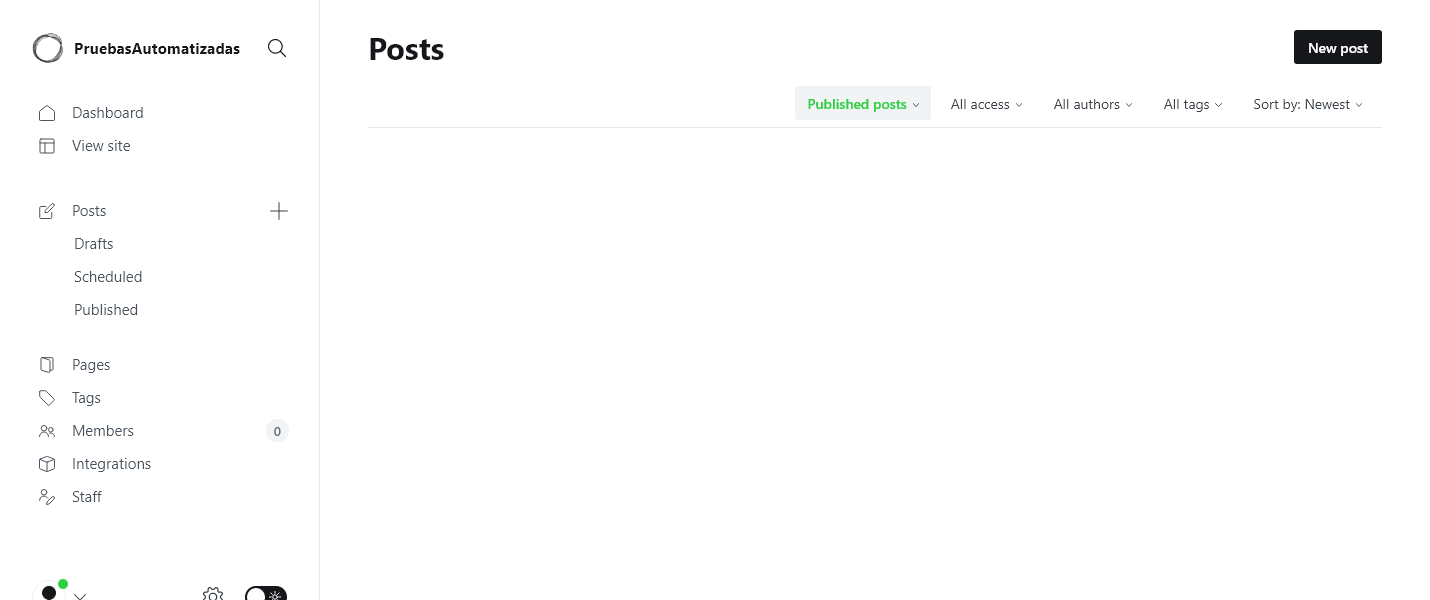 PruebasAutomatizadas
Dashboard
View site
Posts
Drafts
Scheduled
Published
Pages
Tags
Members 0
Integrations
Staff
Posts
New post
Published posts All access All authors All tags Sort by: Newest